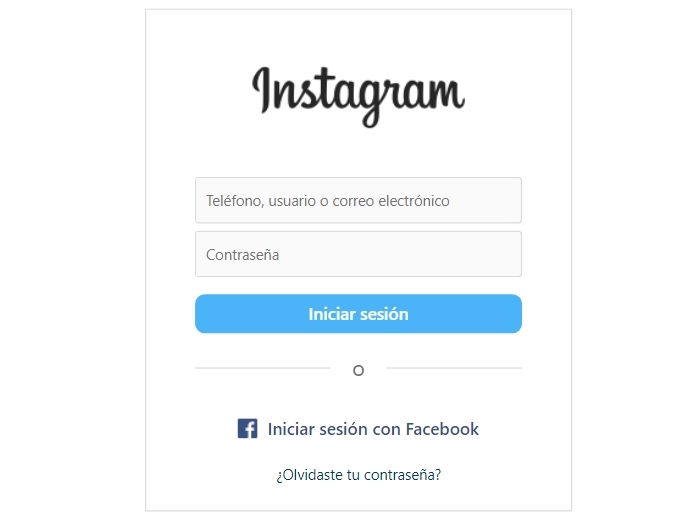 Instagram
Teléfono, usuario o correo electrónico
Contraseña
Iniciar sesión
O
Iniciar sesión con Facebook
¿Olvidaste tu contraseña?